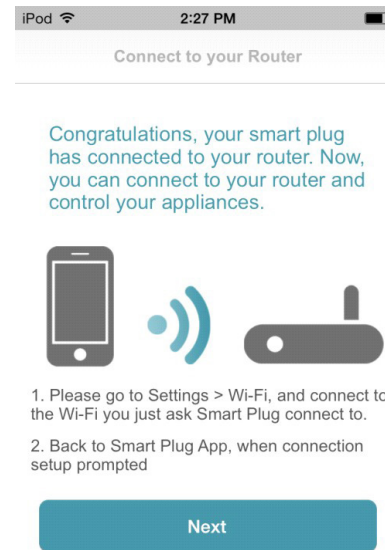 iPod 2:27 PM
Connect to your Router
Congratulations, your smart plug
has connected to your router. Now,
you can connect to your router and
control your appliances.
1. Please go to Settings > Wi-Fi, and connect to
the Wi-Fi you just ask Smart Plug connect to.
2. Back to Smart Plug App, when connection
setup prompted
Next